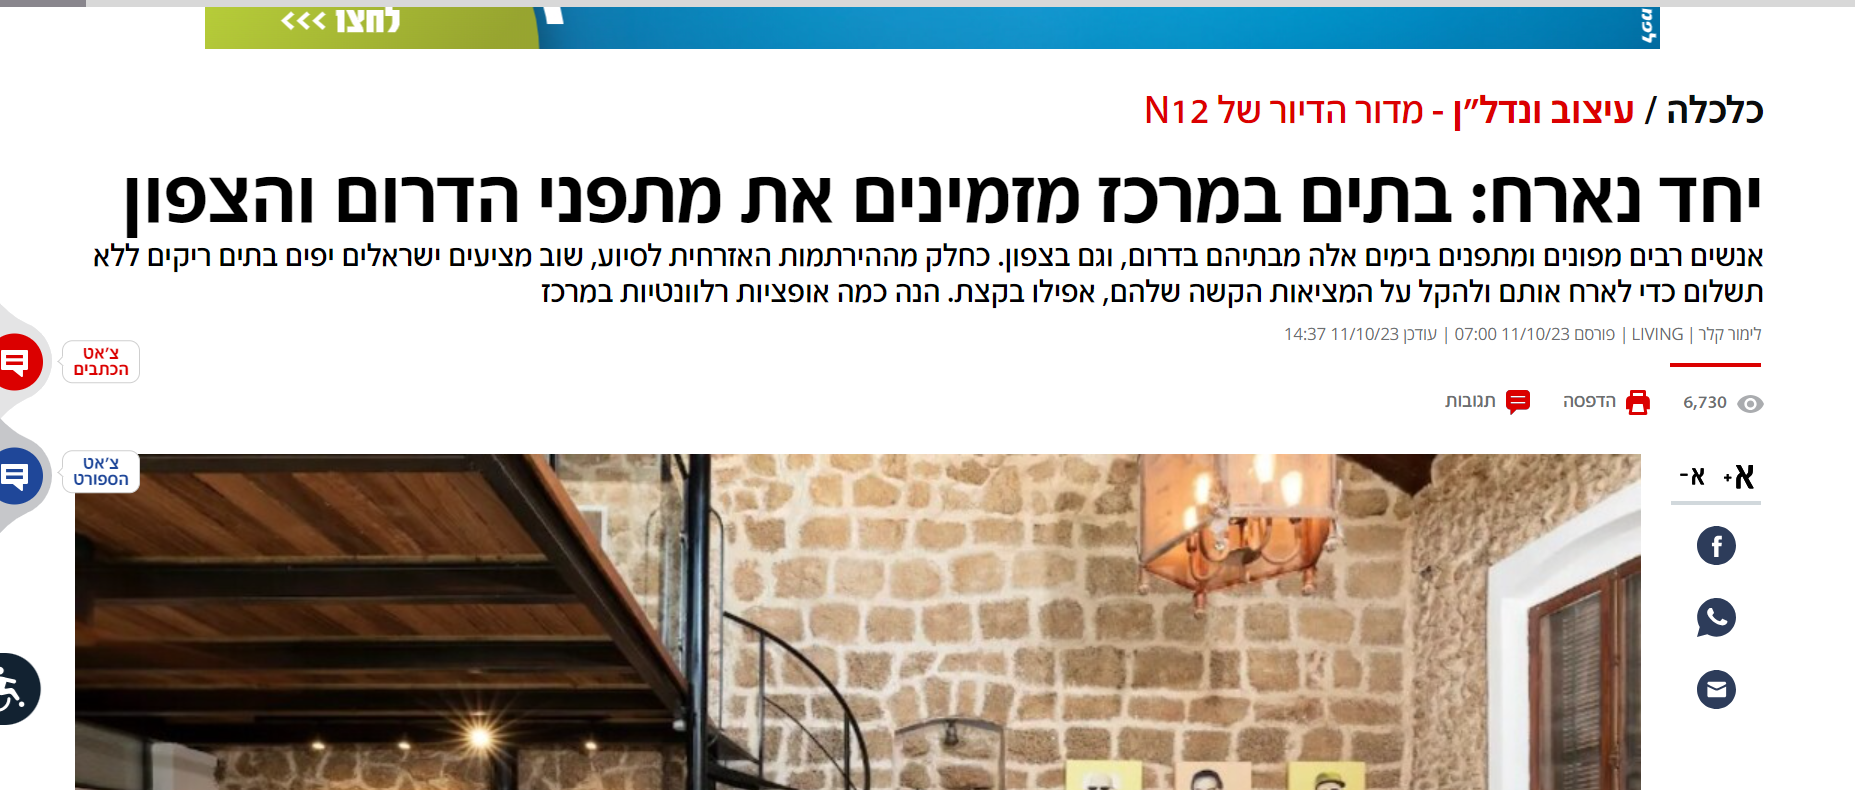 לחצו >>>
כלכלה / עיצוב ונדל"ן - מדור הדיור של N12
יחד נארח: בתים במרכז מזמינים את מתפני הדרום והצפון
אנשים רבים מפונים ומתפנים בימים אלה מבתיהם בדרום, וגם בצפון. כחלק מההירתמות האזרחית לסיוע, שוב מציעים ישראלים יפים בתים ריקים ללא
תשלום כדי לארח אותם ולהקל על המציאות הקשה שלהם, אפילו בקצת. הנה כמה אופציות רלוונטיות במרכז
לימור קלר | LIVING | פורסם 11/10/23 07:00 | עודכן 11/10/23 14:37
6,730 הדפסה תגובות
א+ א-
צ'אט
הכתבים
צ'אט
הספורט